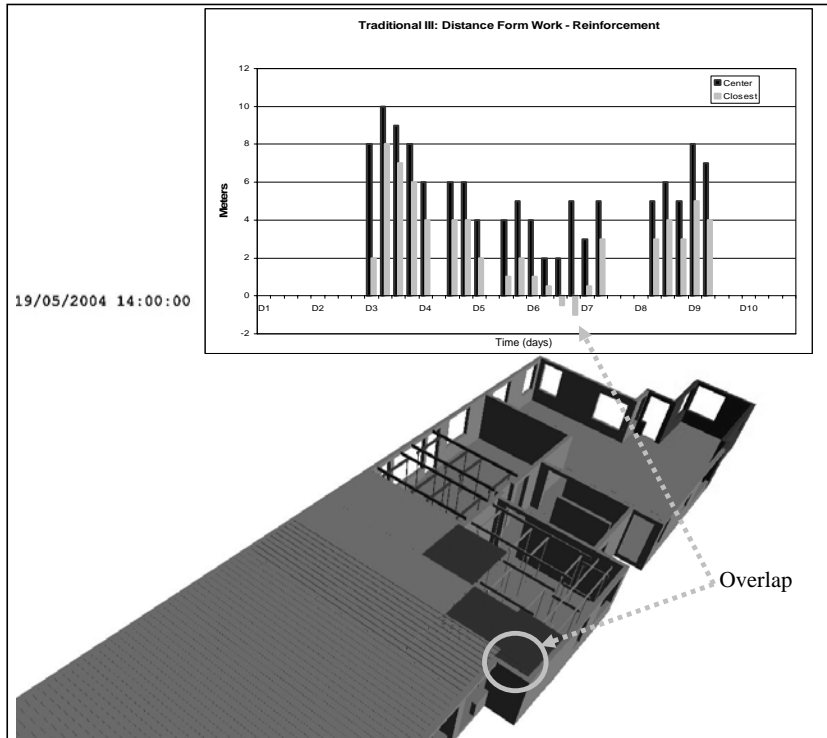 Traditional III: Distance Form Work - Reinforcement
12
Center
Closest
10
8
6
4
2
0
-2
Meters
D1 D2 D3 D4 D5 D6 D7 D8 D9 D10
Time (days)
19/05/2004 14:00:00
Overlap